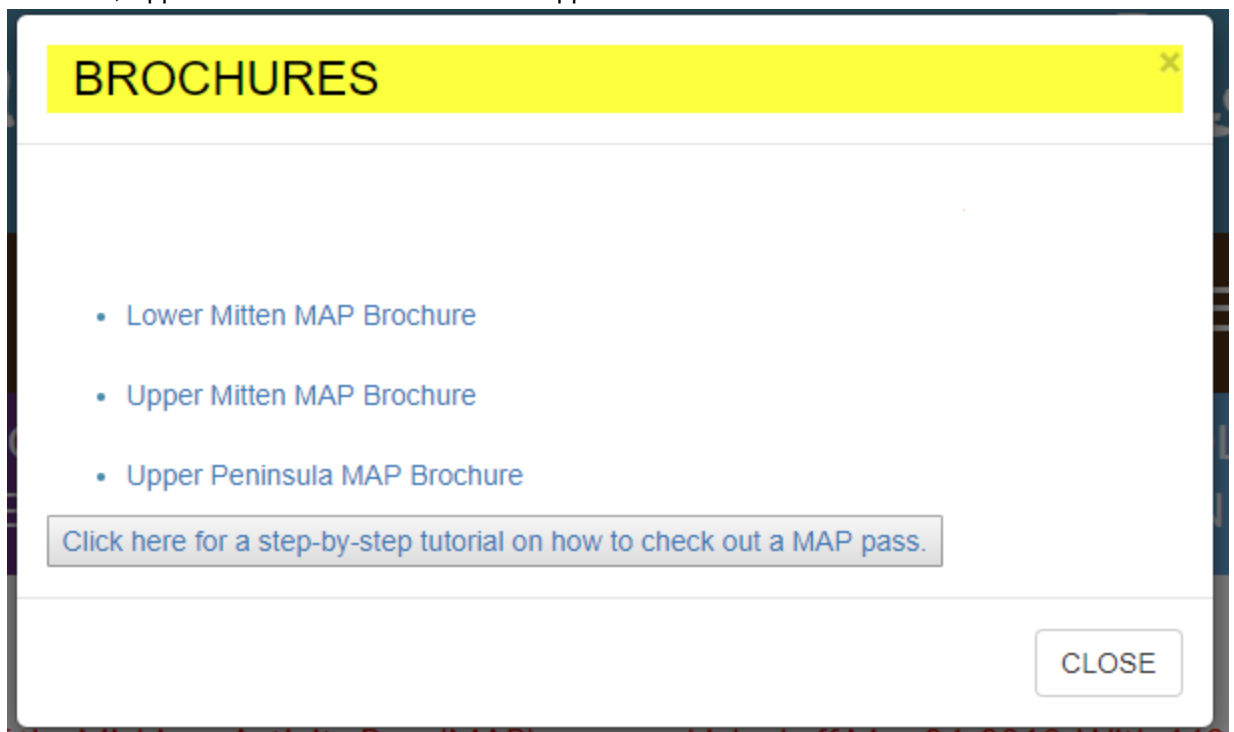 BROCHURES
×
• Lower Mitten MAP Brochure
• Upper Mitten MAP Brochure
• Upper Peninsula MAP Brochure
Click here for a step-by-step tutorial on how to check out a MAP pass.
CLOSE